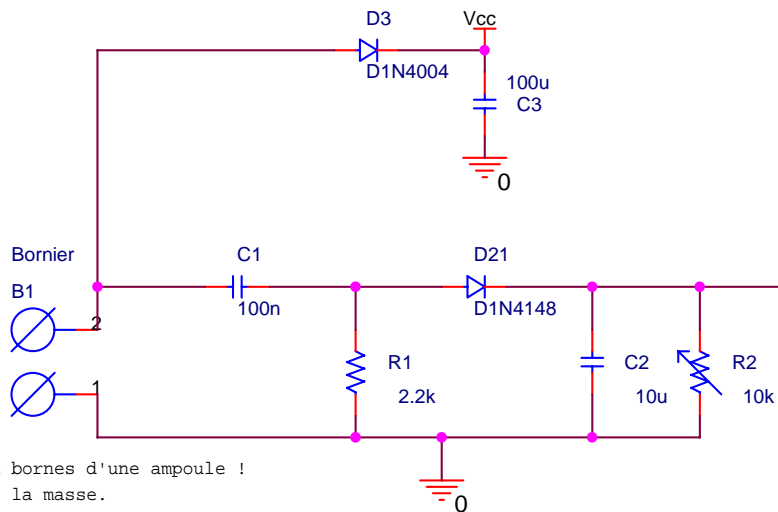 D3
Vcc
D1N4004
100u
C3
0
Bornier
B1
2
1
C1
100n
D21
D1N4148
R1
2.2k
C2
10u
R2
10k
bornes d'une ampoule !
la masse.
0